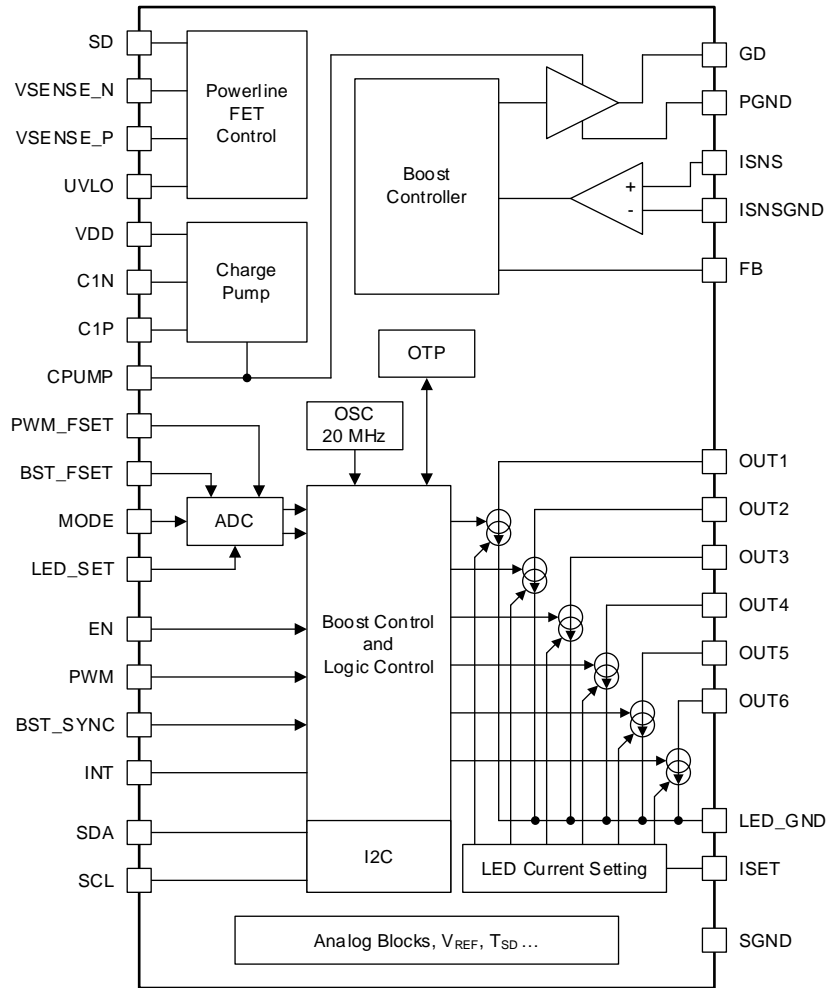 SD
VSENSE_N
VSENSE_P
UVLO
VDD
C1N
C1P
CPUMP
PWM_FSET
BST_FSET
MODE
LED_SET
EN
PWM
BST_SYNC
INT
SDA
SCL
Powerline
FET
Control
Charge
Pump
Boost
Controller
+
-
OTP
OSC
20 MHz
ADC
Boost Control
and
Logic Control
I2C
LED Current Setting
Analog Blocks, VREF, TSD ...
GD
PGND
ISNS
ISNSGND
FB
OUT1
OUT2
OUT3
OUT4
OUT5
OUT6
LED_GND
ISET
SGND